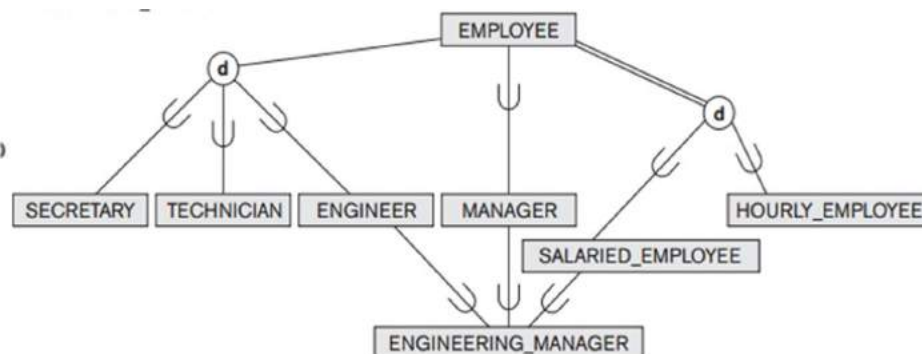 EMPLOYEE
d
d
SECRETARY TECHNICIAN ENGINEER MANAGER HOURLY_EMPLOYEE
SALARIED_EMPLOYEE
ENGINEERING_MANAGER